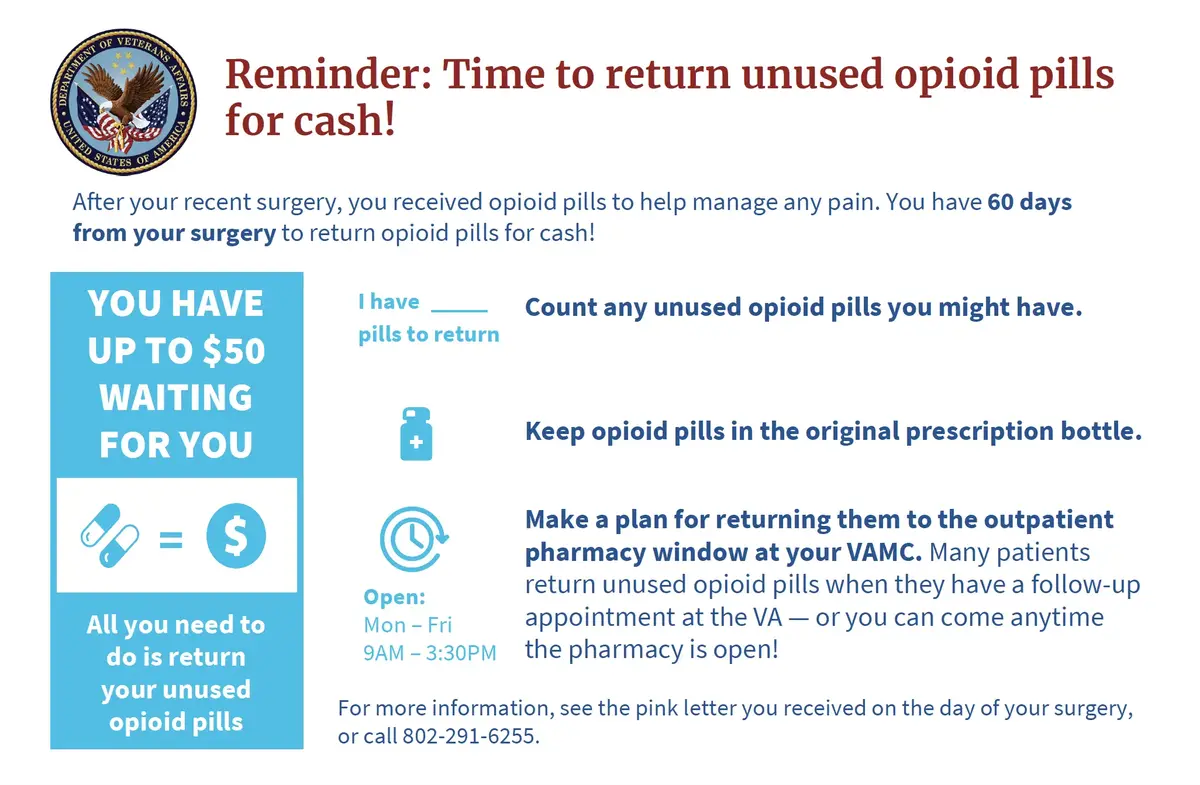 DEPARTMENT OF VETERANS AFFAIRS
UNITED STATES OF AMERICA
Reminder: Time to return unused opioid pills
for cash!
After your recent surgery, you received opioid pills to help manage any pain. You have 60 days
from your surgery to return opioid pills for cash!
YOU HAVE
UP TO $50
WAITING
FOR YOU
= $
All you need to
do is return
your unused
opioid pills
I have _____
pills to return
Count any unused opioid pills you might have.
Keep opioid pills in the original prescription bottle.
Open:
Mon – Fri
9AM – 3:30PM
Make a plan for returning them to the outpatient
pharmacy window at your VAMC. Many patients
return unused opioid pills when they have a follow-up
appointment at the VA — or you can come anytime
the pharmacy is open!
For more information, see the pink letter you received on the day of your surgery,
or call 802-291-6255.